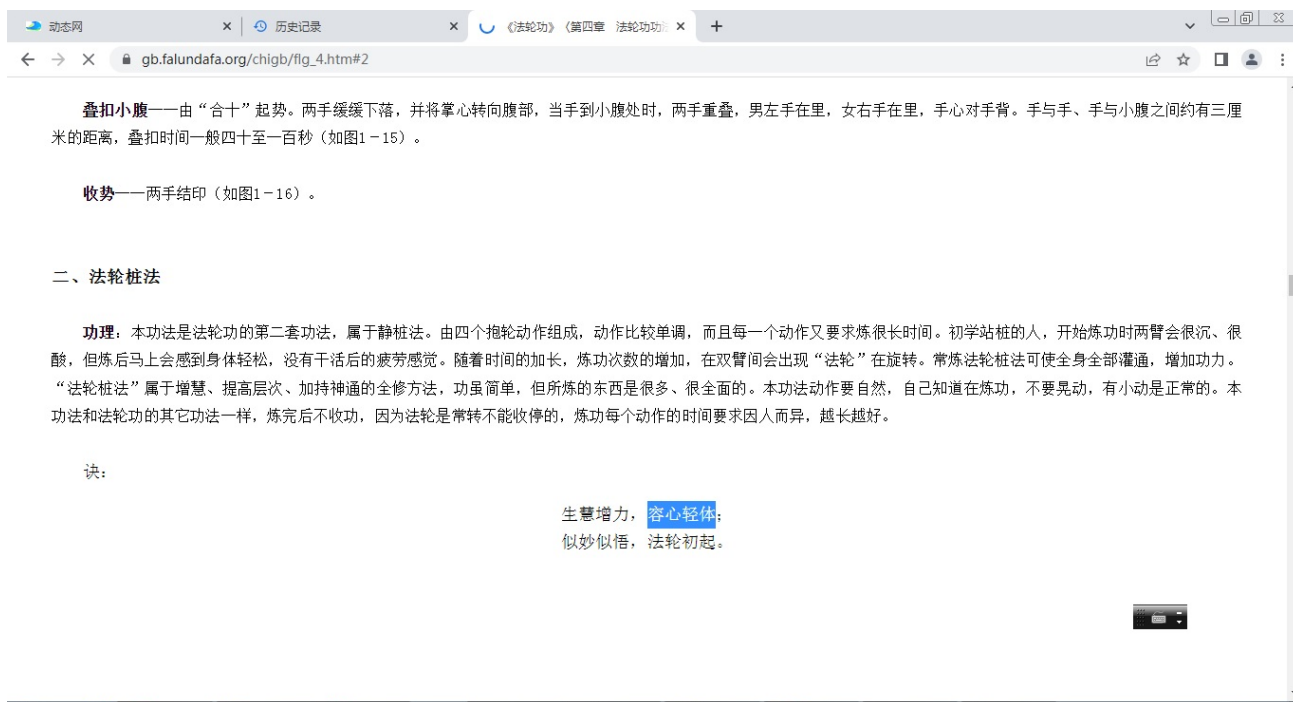 动态网
历史记录
《法轮功》（第四章 法轮功功法
gb.falundafa.org/chigb/flg_4.htm#2
叠扣小腹——由“合十”起势。两手缓缓下落，并将掌心转向腹部，当手到小腹处时，两手重叠，男左手在里，女右手在里，手心对手背。手与手、手与小腹之间约有三厘
米的距离，叠扣时间一般四十至一百秒（如图1－15）。
收势——两手结印（如图1－16）。
二、法轮桩法
功理：本功法是法轮功的第二套功法，属于静桩法。由四个抱轮动作组成，动作比较单调，而且每一个动作又要求炼很长时间。初学站桩的人，开始炼功时两臂会很沉、很
酸，但炼后马上会感到身体轻松，没有干活后的疲劳感觉。随着时间的加长，炼功次数的增加，在双臂间会出现“法轮”在旋转。常炼法轮桩法可使全身全部灌通，增加功力。
“法轮桩法”属于增慧、提高层次、加持神通的全修方法，功虽简单，但所炼的东西是很多、很全面的。本功法动作要自然，自己知道在炼功，不要晃动，有小动是正常的。本
功法和法轮功的其它功法一样，炼完后不收功，因为法轮是常转不能收停的，炼功每个动作的时间要求因人而异，越长越好。
诀：
生慧增力，容心轻体；
似妙似悟，法轮初起。